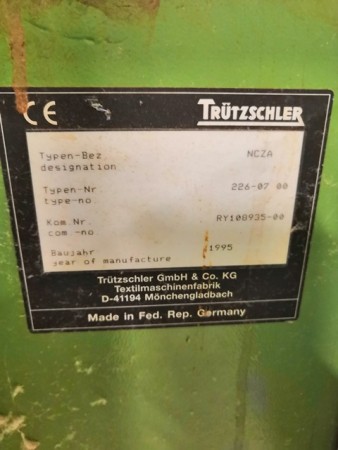 CE TRÜTZSCHLER
Typen-Bez NCZA
designation
Typen-Nr 226-07 00
type-no
Kom.Nr. RY108935-00
com -no
Baujahr 1995
year of manufacture
Trützschler GmbH & Co. KG
Textilmaschinenfabrik
D-41194 Mönchengladbach
Made in Fed. Rep. Germany